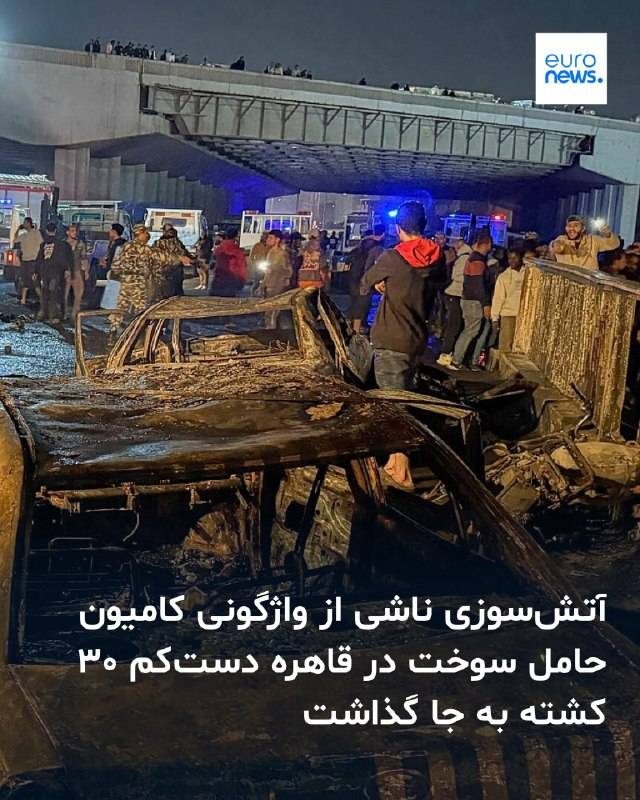 euro
news.
آتش‌سوزی ناشی از واژگونی کامیون
حامل سوخت در قاهره دست‌کم ۳۰
کشته به جا گذاشت